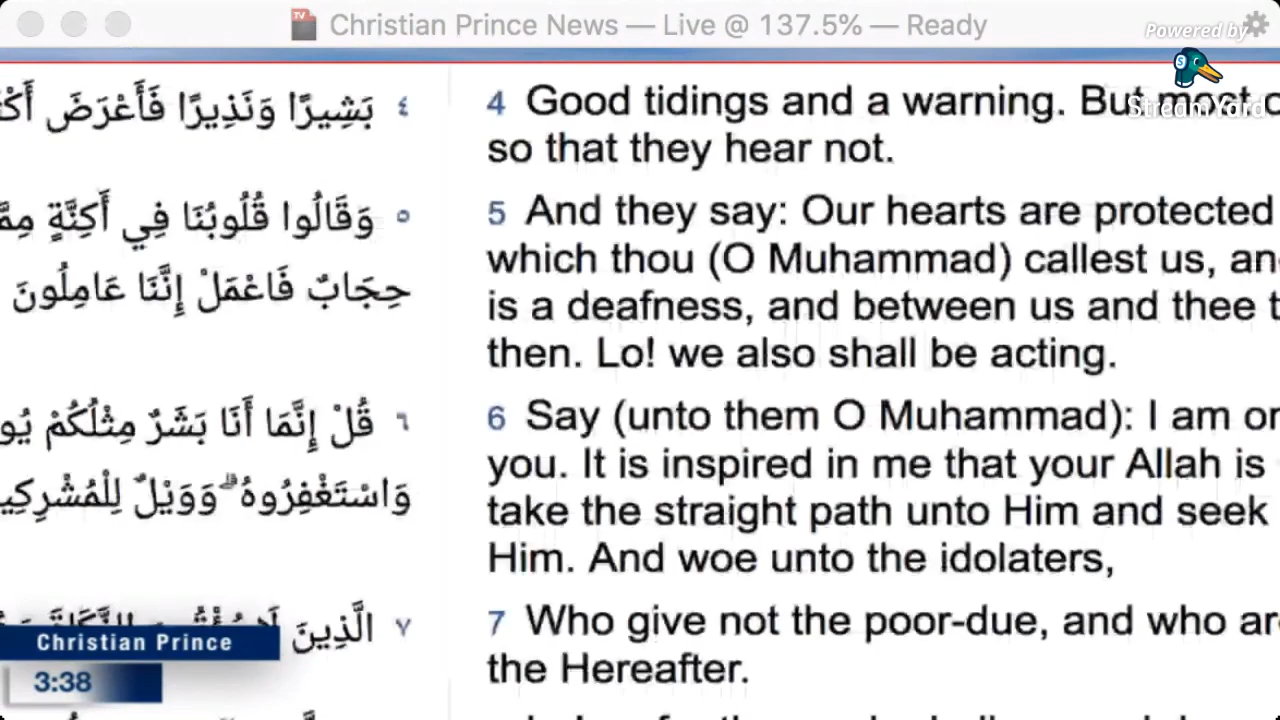 Christian Prince News — Live @ 137.5% — Ready
Powered by
StreamYard
بَشِيرًا وَنَذِيرًا فَأَعْرَضَ ٤
4 Good tidings and a warning. But most
so that they hear not.
وَقَالُوا قُلُوبُنَا فِي أَكِنَّةٍ ٥
حِجَابٌ فَاعْمَلْ إِنَّنَا عَامِلُونَ
5 And they say: Our hearts are protected
which thou (O Muhammad) callest us, and
is a deafness, and between us and thee
then. Lo! we also shall be acting.
قُلْ إِنَّمَا أَنَا بَشَرٌ مِثْلُكُمْ ٦
وَاسْتَغْفِرُوهُ ۗ وَوَيْلٌ
6 Say (unto them O Muhammad): I am
you. It is inspired in me that your Allah is
take the straight path unto Him and seek
Him. And woe unto the idolaters,
الَّذِينَ ٧
7 Who give not the poor-due, and who
the Hereafter.
Christian Prince
3:38